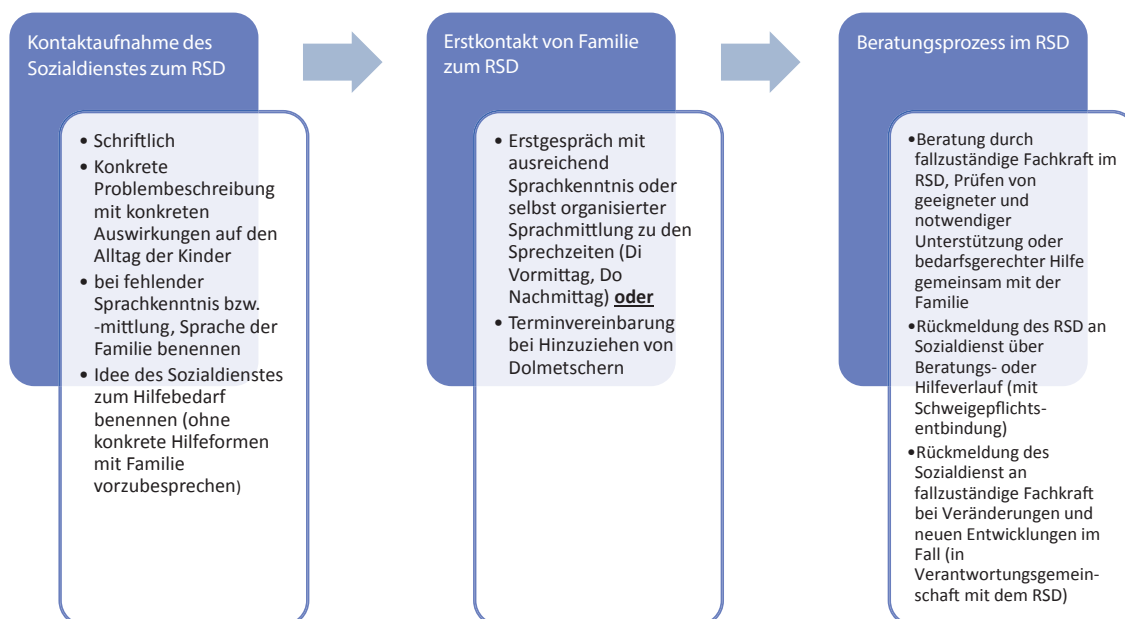 Kontaktaufnahme des
Sozialdienstes zum RSD
• Schriftlich
• Konkrete
Problembeschreibung
mit konkreten
Auswirkungen auf den
Alltag der Kinder
• bei fehlender
Sprachkenntnis bzw.
-mittlung, Sprache der
Familie benennen
• Idee des Sozialdienstes
zum Hilfebedarf
benennen (ohne
konkrete Hilfeformen
mit Familie
vorzubesprechen)
Erstkontakt von Familie
zum RSD
• Erstgespräch mit
ausreichend
Sprachkenntnis oder
selbst organisierter
Sprachmittlung zu den
Sprechzeiten (Di
Vormittag, Do
Nachmittag) oder
• Terminvereinbarung
bei Hinzuziehen von
Dolmetschern
Beratungsprozess im RSD
•Beratung durch
fallzuständige Fachkraft im
RSD, Prüfen von
geeigneter und
notwendiger
Unterstützung oder
bedarfsgerechter Hilfe
gemeinsam mit der
Familie
•Rückmeldung des RSD an
Sozialdienst über
Beratungs- oder
Hilfeverlauf (mit
Schweigepflichts-
entbindung)
•Rückmeldung des
Sozialdienst an
fallzuständige Fachkraft
bei Veränderungen und
neuen Entwicklungen im
Fall (in
Verantwortungsgemein-
schaft mit dem RSD)